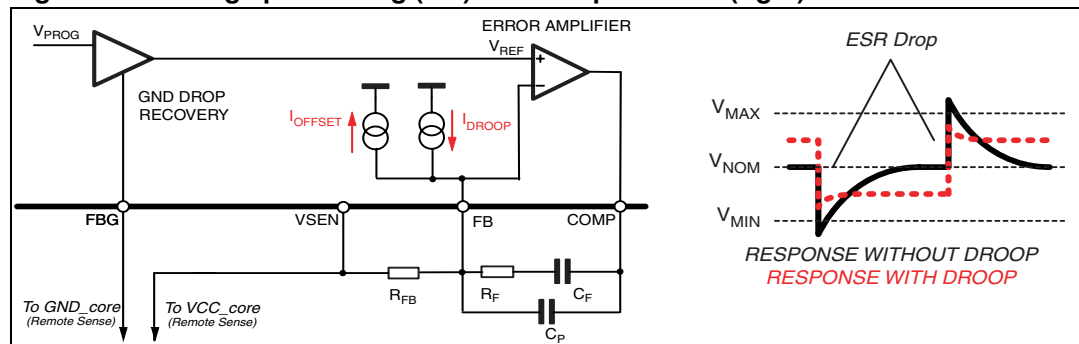 VPROG
ERROR AMPLIFIER
VREF
+
−
GND DROP
RECOVERY
IOFFSET
IDROOP
FBG
VSEN
FB
COMP
RFB
RF
CF
CP
To GND_core
(Remote Sense)
To VCC_core
(Remote Sense)
ESR Drop
VMAX
VNOM
VMIN
RESPONSE WITHOUT DROOP
RESPONSE WITH DROOP